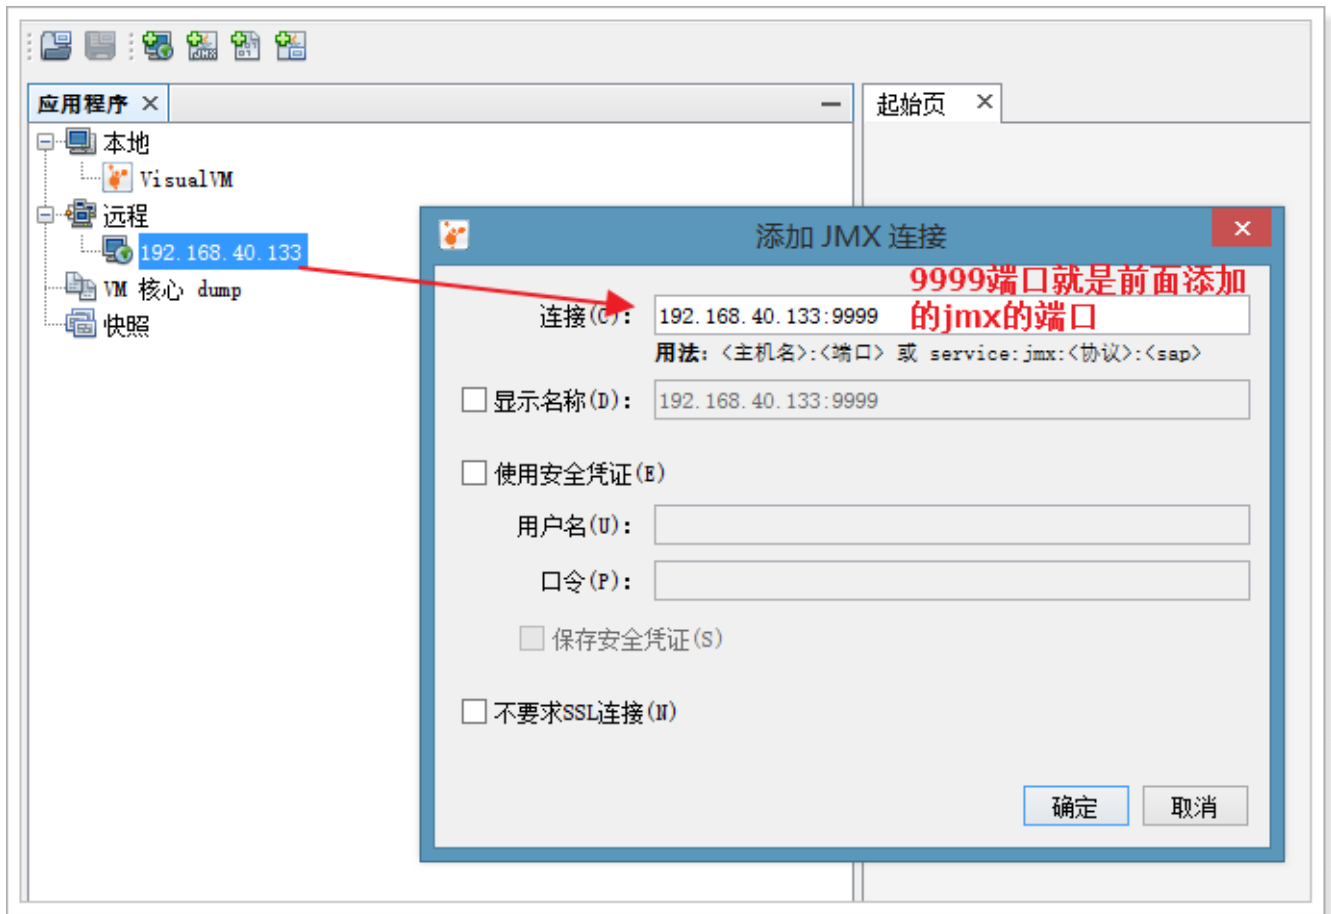 应用程序
起始页
本地
VisualVM
远程
192.168.40.133
VM 核心 dump
快照
添加 JMX 连接
9999端口就是前面添加
的jmx的端口
连接(C): 192.168.40.133:9999
用法: <主机名>:<端口> 或 service:jmx:<协议>:<sap>
显示名称(D): 192.168.40.133:9999
使用安全凭证(E)
用户名(U):
口令(P):
保存安全凭证(S)
不要求SSL连接(N)
确定 取消